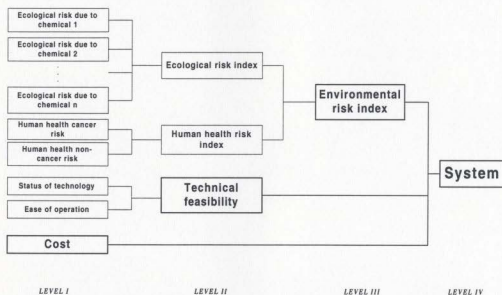 Ecological risk due to
chemical 1
Ecological risk due to
chemical 2
Ecological risk due to
chemical n
Human health cancer
risk
Human health non-
cancer risk
Status of technology
Ease of operation
Cost
Ecological risk index
Human health risk
index
Technical
feasibility
Environmental
risk index
System
LEVEL I
LEVEL II
LEVEL III
LEVEL IV